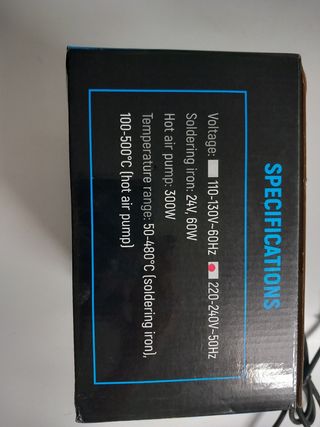 SPECIFICATIONS
Voltage: 110-130V~60Hz 220-240V~50Hz
Soldering iron: 24V, 60W
Hot air pump: 300W
Temperature range: 50-480°C (soldering iron),
100-500°C (hot air pump)